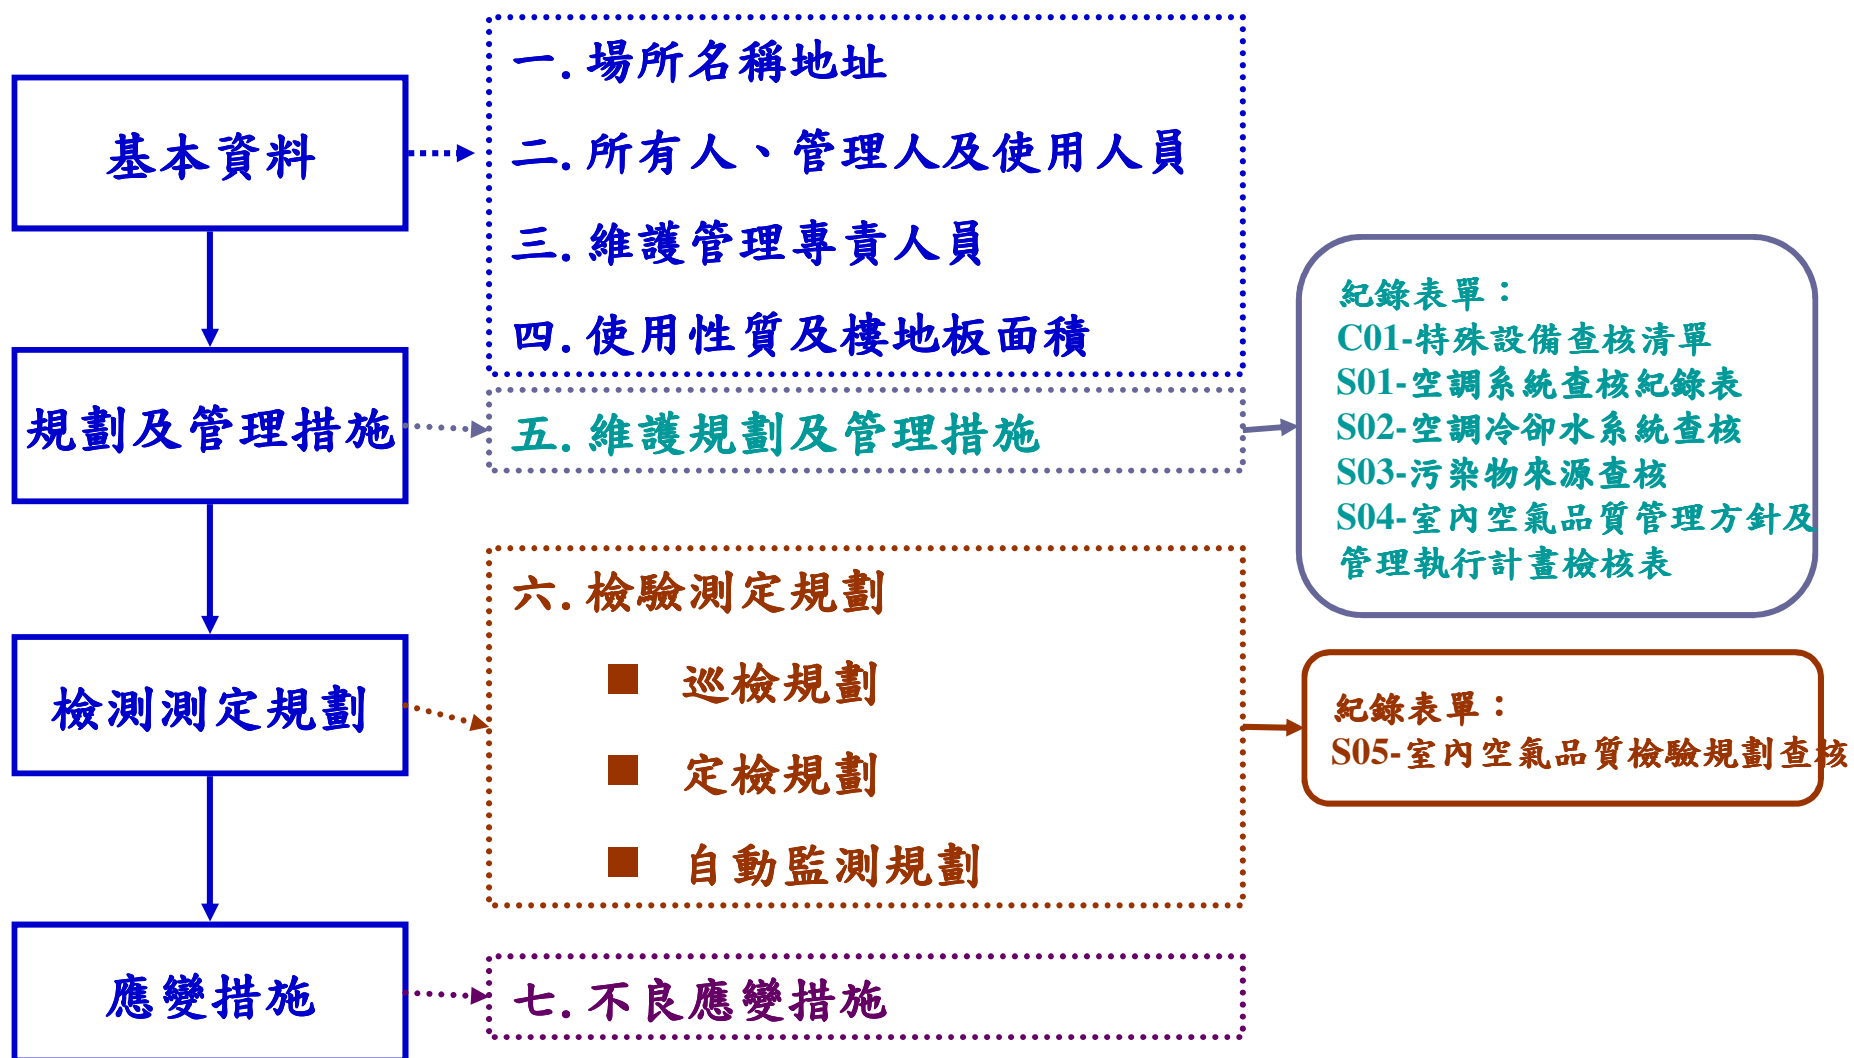 基本資料
一.場所名稱地址
二.所有人、管理人及使用人員
三.維護管理專責人員
四.使用性質及樓地板面積
規劃及管理措施
五.維護規劃及管理措施
紀錄表單：
C01-特殊設備查核清單
S01-空調系統查核紀錄表
S02-空調冷卻水系統查核
S03-污染物來源查核
S04-室內空氣品質管理方針及
管理執行計畫檢核表
檢測測定規劃
六.檢驗測定規劃
巡檢規劃
定檢規劃
自動監測規劃
紀錄表單：
S05-室內空氣品質檢驗規劃查核
應變措施
七.不良應變措施